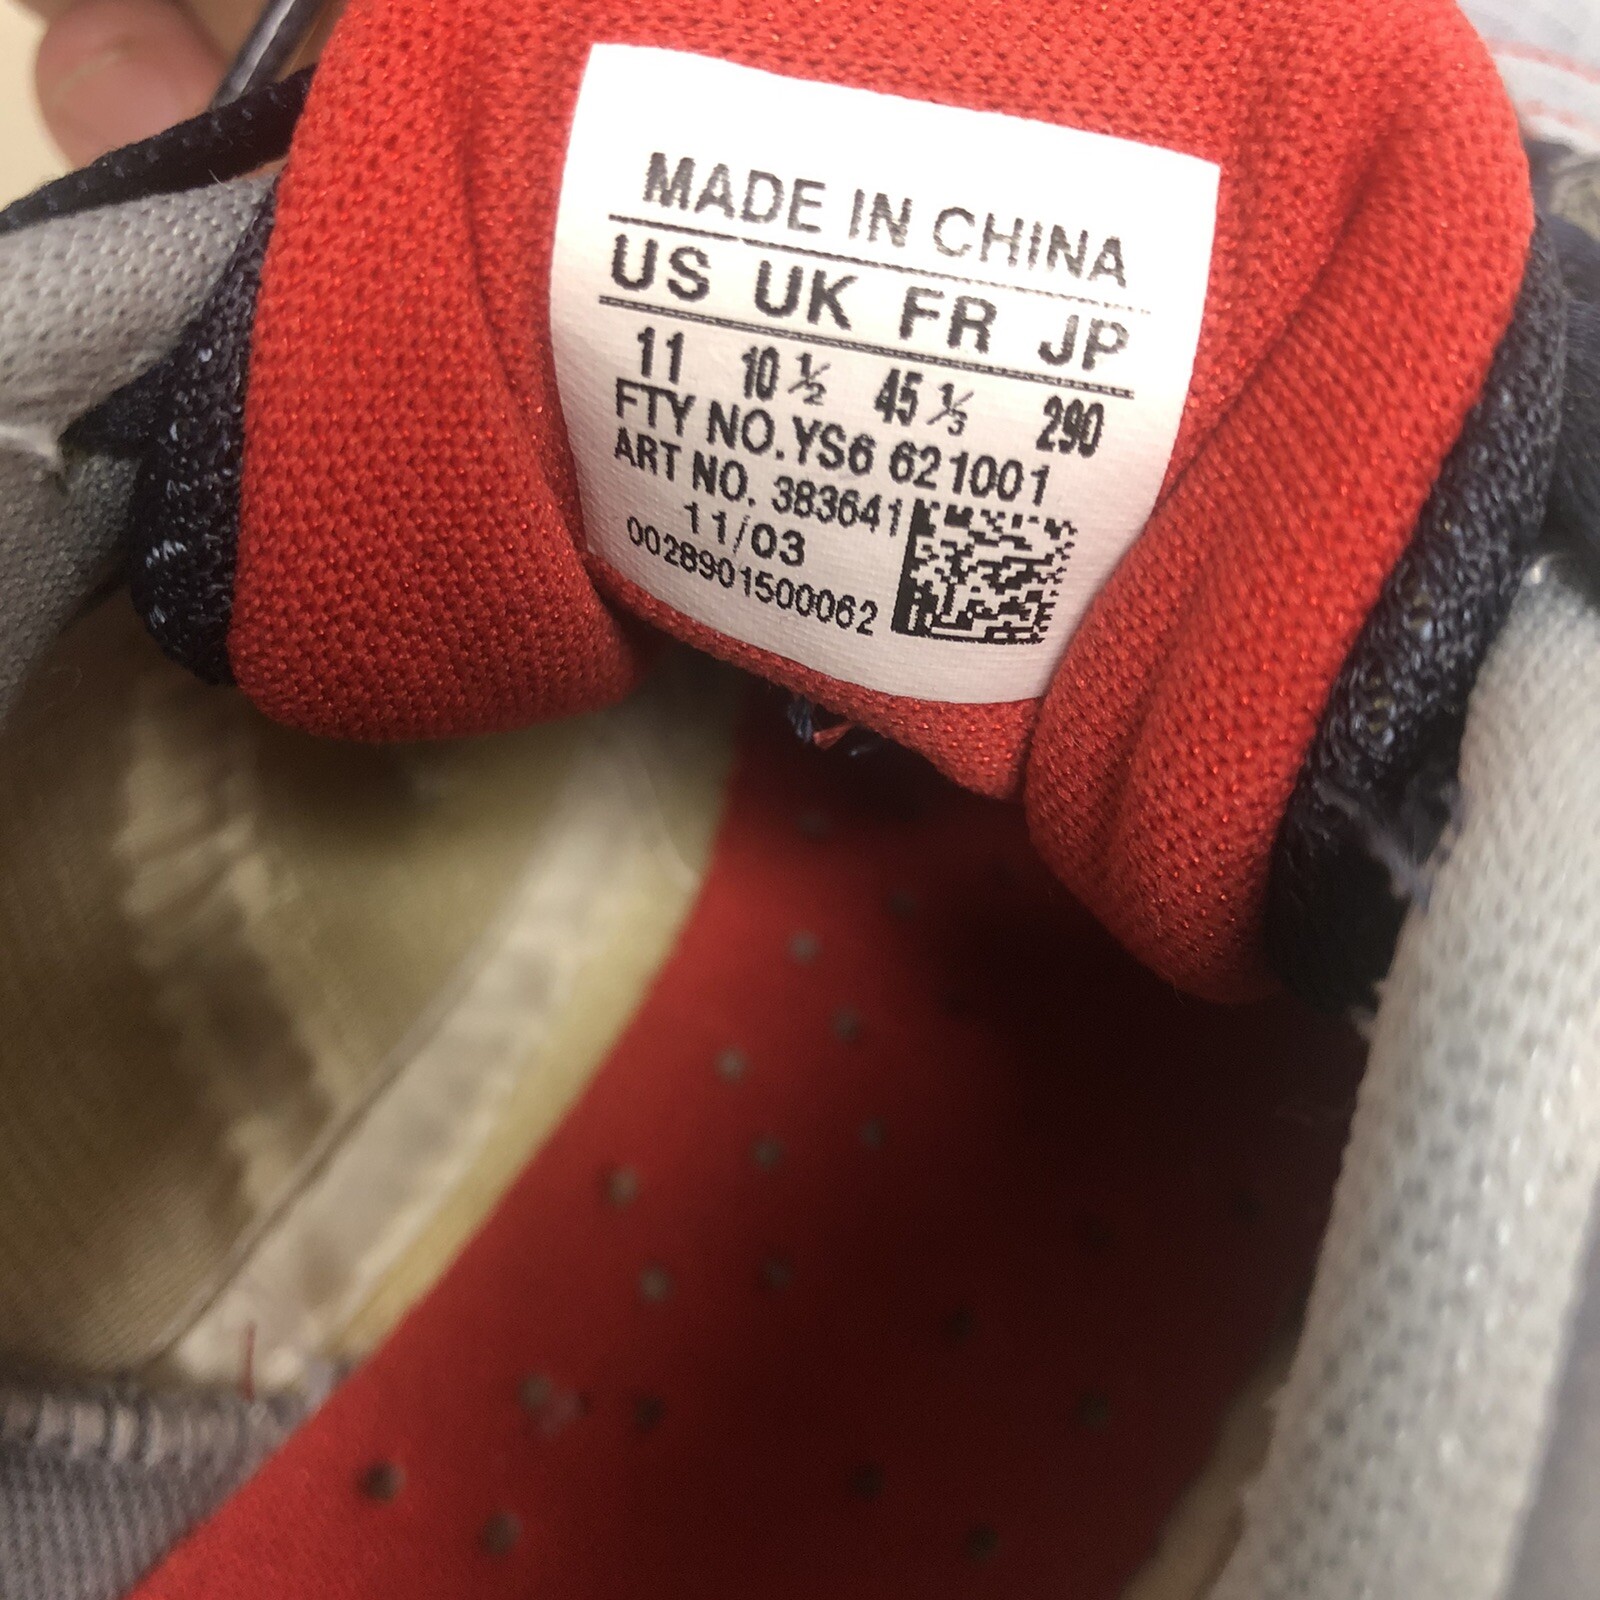 MADE IN CHINA
US UK FR JP
11 10 ½ 45 ⅓ 290
FTY NO. YS6 621001
ART NO. 383641
11/03
0028901500062